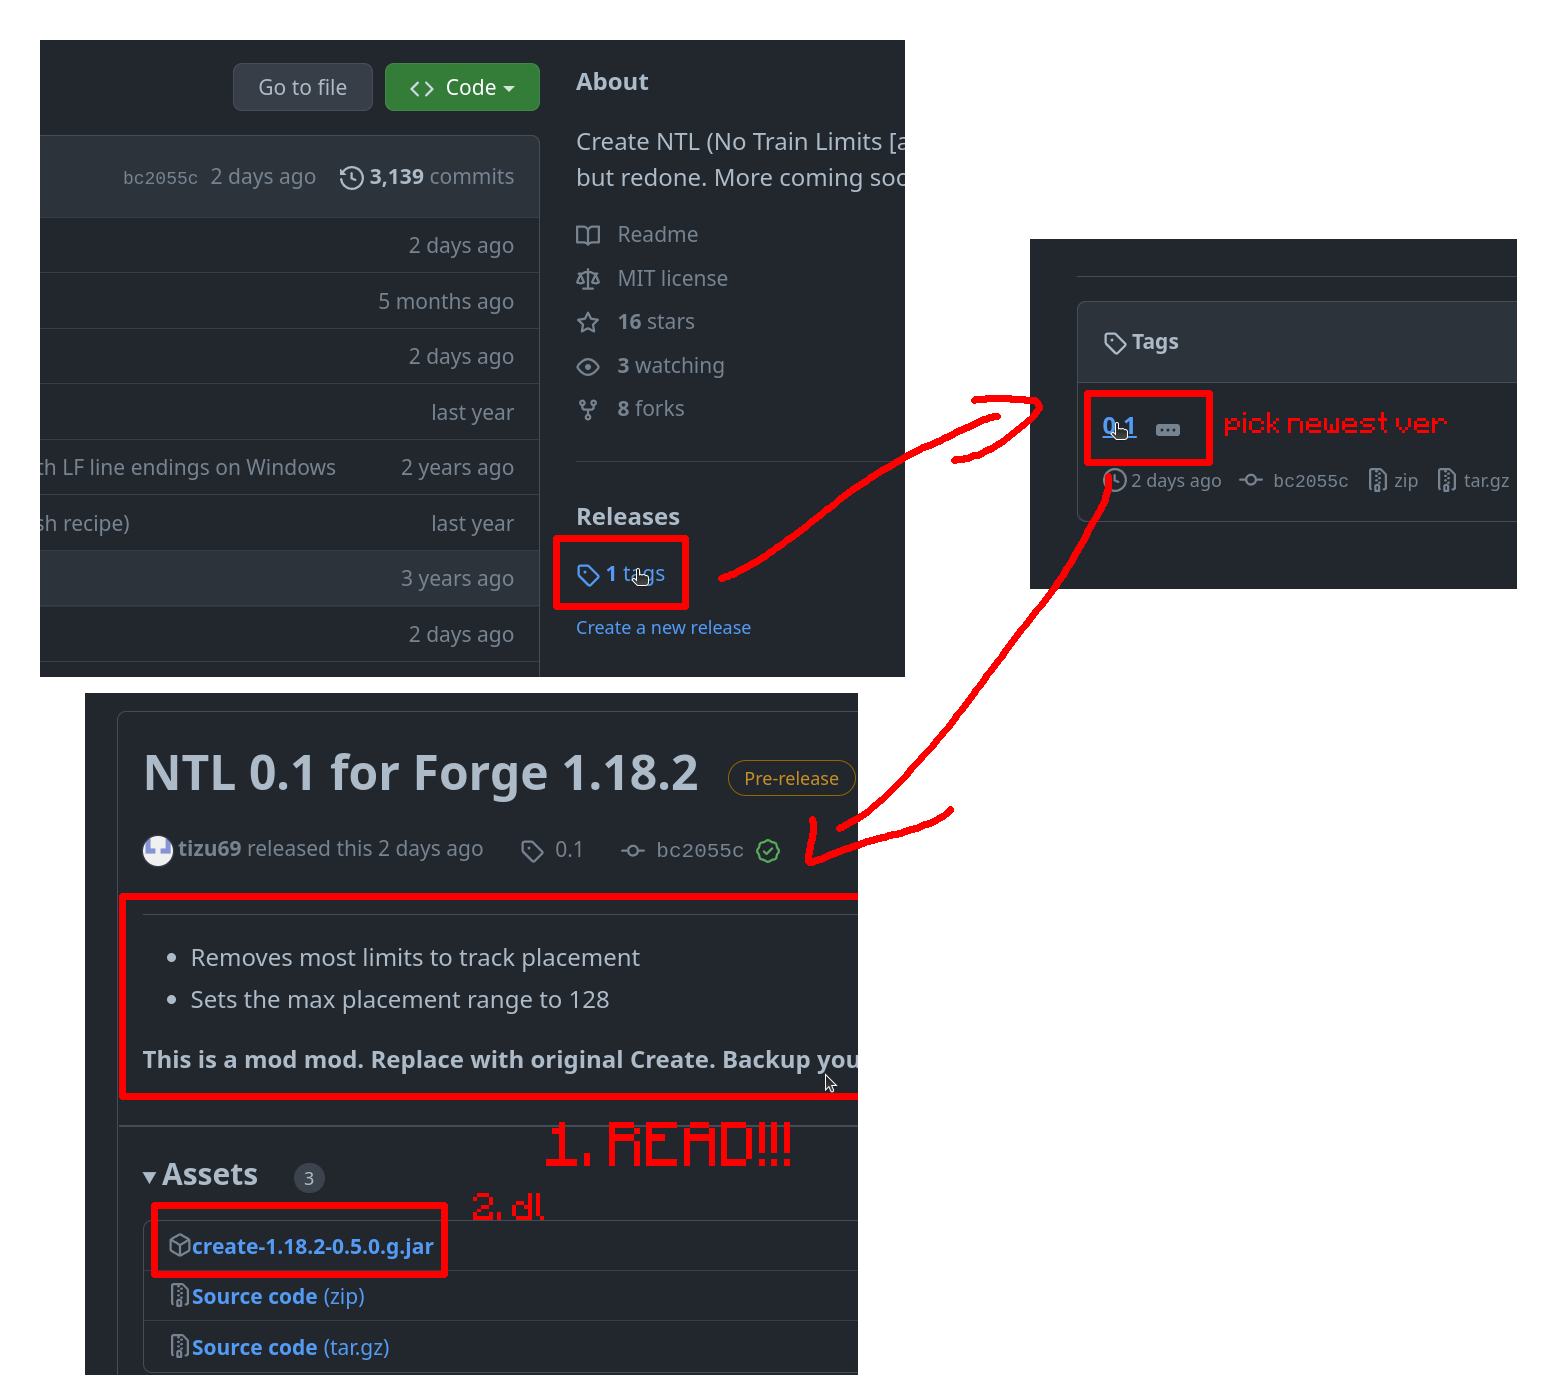 Go to file
Code
About
Create NTL (No Train Limits [a
but redone. More coming soc
bc2055c 2 days ago 3,139 commits
2 days ago
5 months ago
2 days ago
last year
th LF line endings on Windows 2 years ago
sh recipe) last year
3 years ago
2 days ago
Readme
MIT license
16 stars
3 watching
8 forks
Releases
1 tags
Create a new release
Tags
0.1 pick newest ver
2 days ago bc2055c zip tar.gz
NTL 0.1 for Forge 1.18.2 Pre-release
tizu69 released this 2 days ago 0.1 bc2055c
Removes most limits to track placement
Sets the max placement range to 128
This is a mod mod. Replace with original Create. Backup you
1. READ!!!
Assets 3
2. dl
create-1.18.2-0.5.0.g.jar
Source code (zip)
Source code (tar.gz)